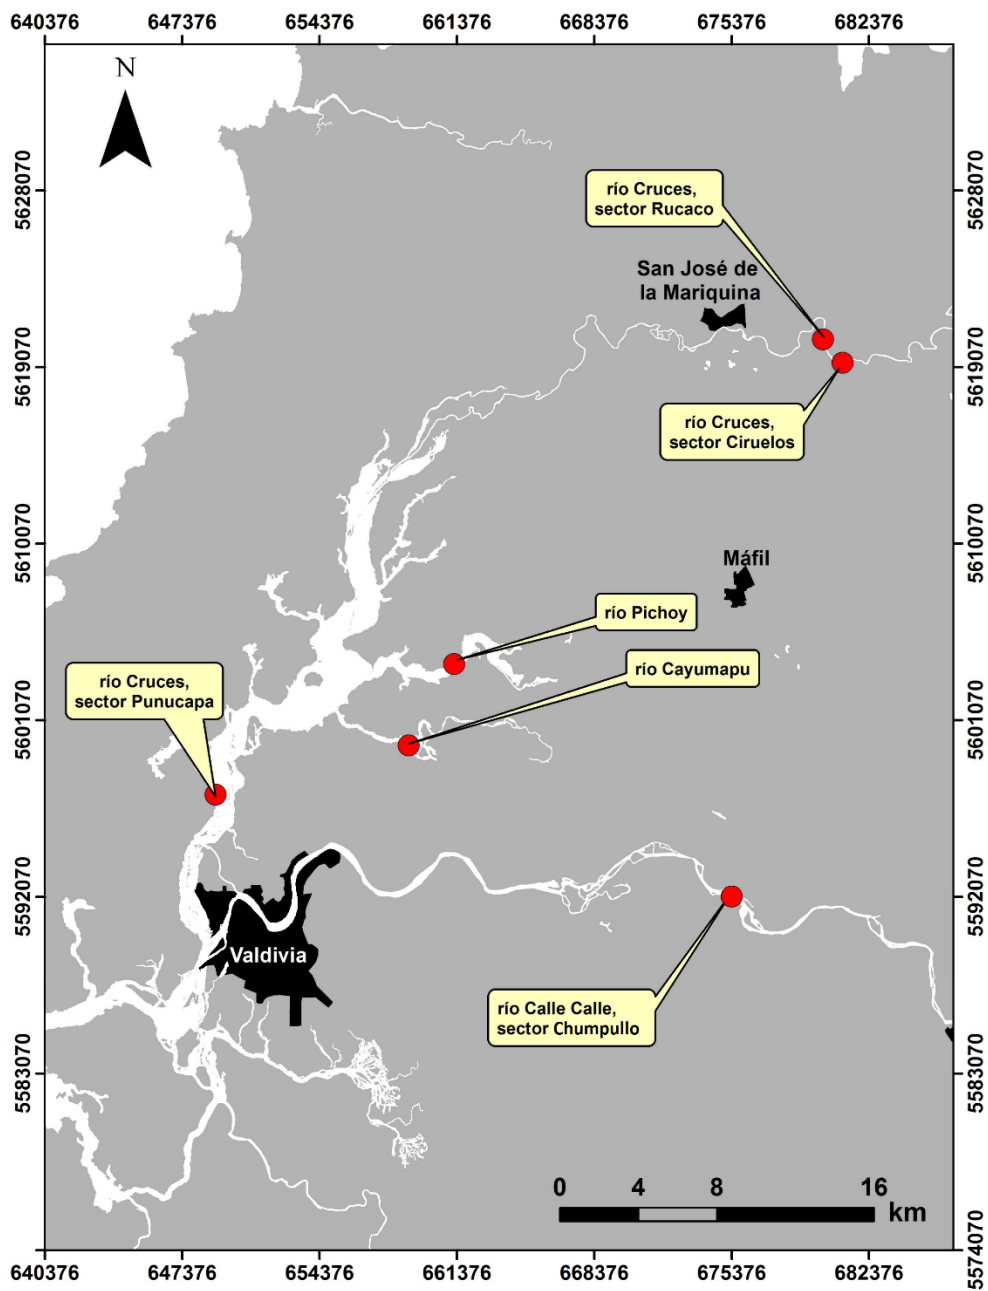 640376 647376 654376 661376 668376 675376 682376
N
5628070
5628070
río Cruces,
sector Rucaco
San José de
la Mariquina
5619070
5619070
río Cruces,
sector Ciruelos
5610070
5610070
Máfil
río Pichoy
río Cayumapu
río Cruces,
sector Punucapa
5601070
5601070
5592070
5592070
Valdivia
río Calle Calle,
sector Chumpullo
5583070
5583070
0 4 8 16
km
5574070
640376 647376 654376 661376 668376 675376 682376
5574070